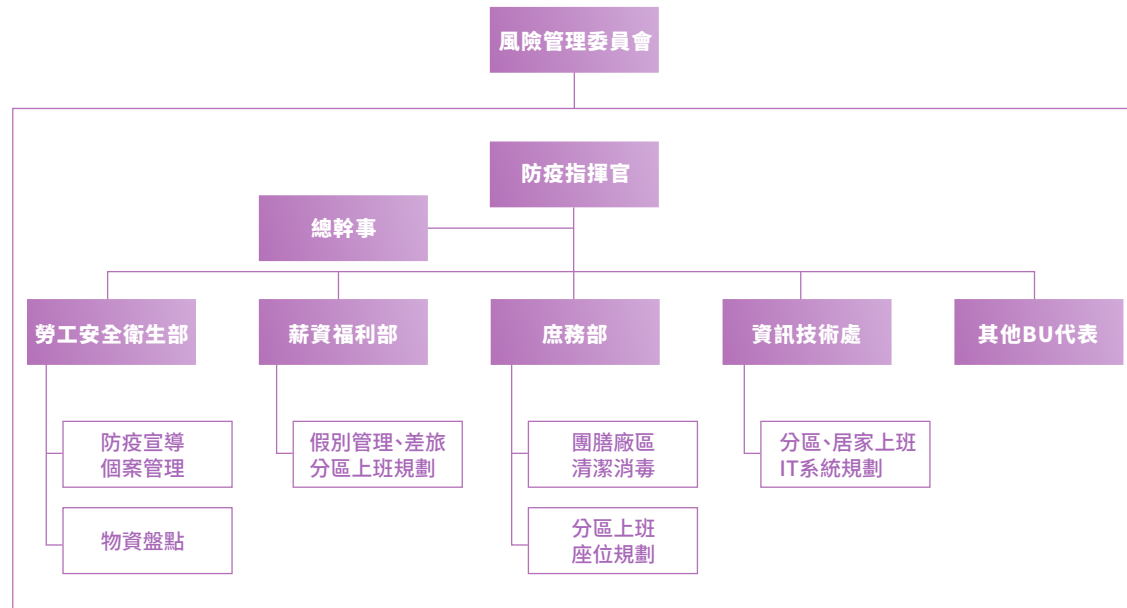 風險管理委員會
防疫指揮官
總幹事
勞工安全衛生部
薪資福利部
庶務部
資訊技術處
其他BU代表
防疫宣導
個案管理
假別管理、差旅
分區上班規劃
團膳廠區
清潔消毒
分區、居家上班
IT系統規劃
物資盤點
分區上班
座位規劃